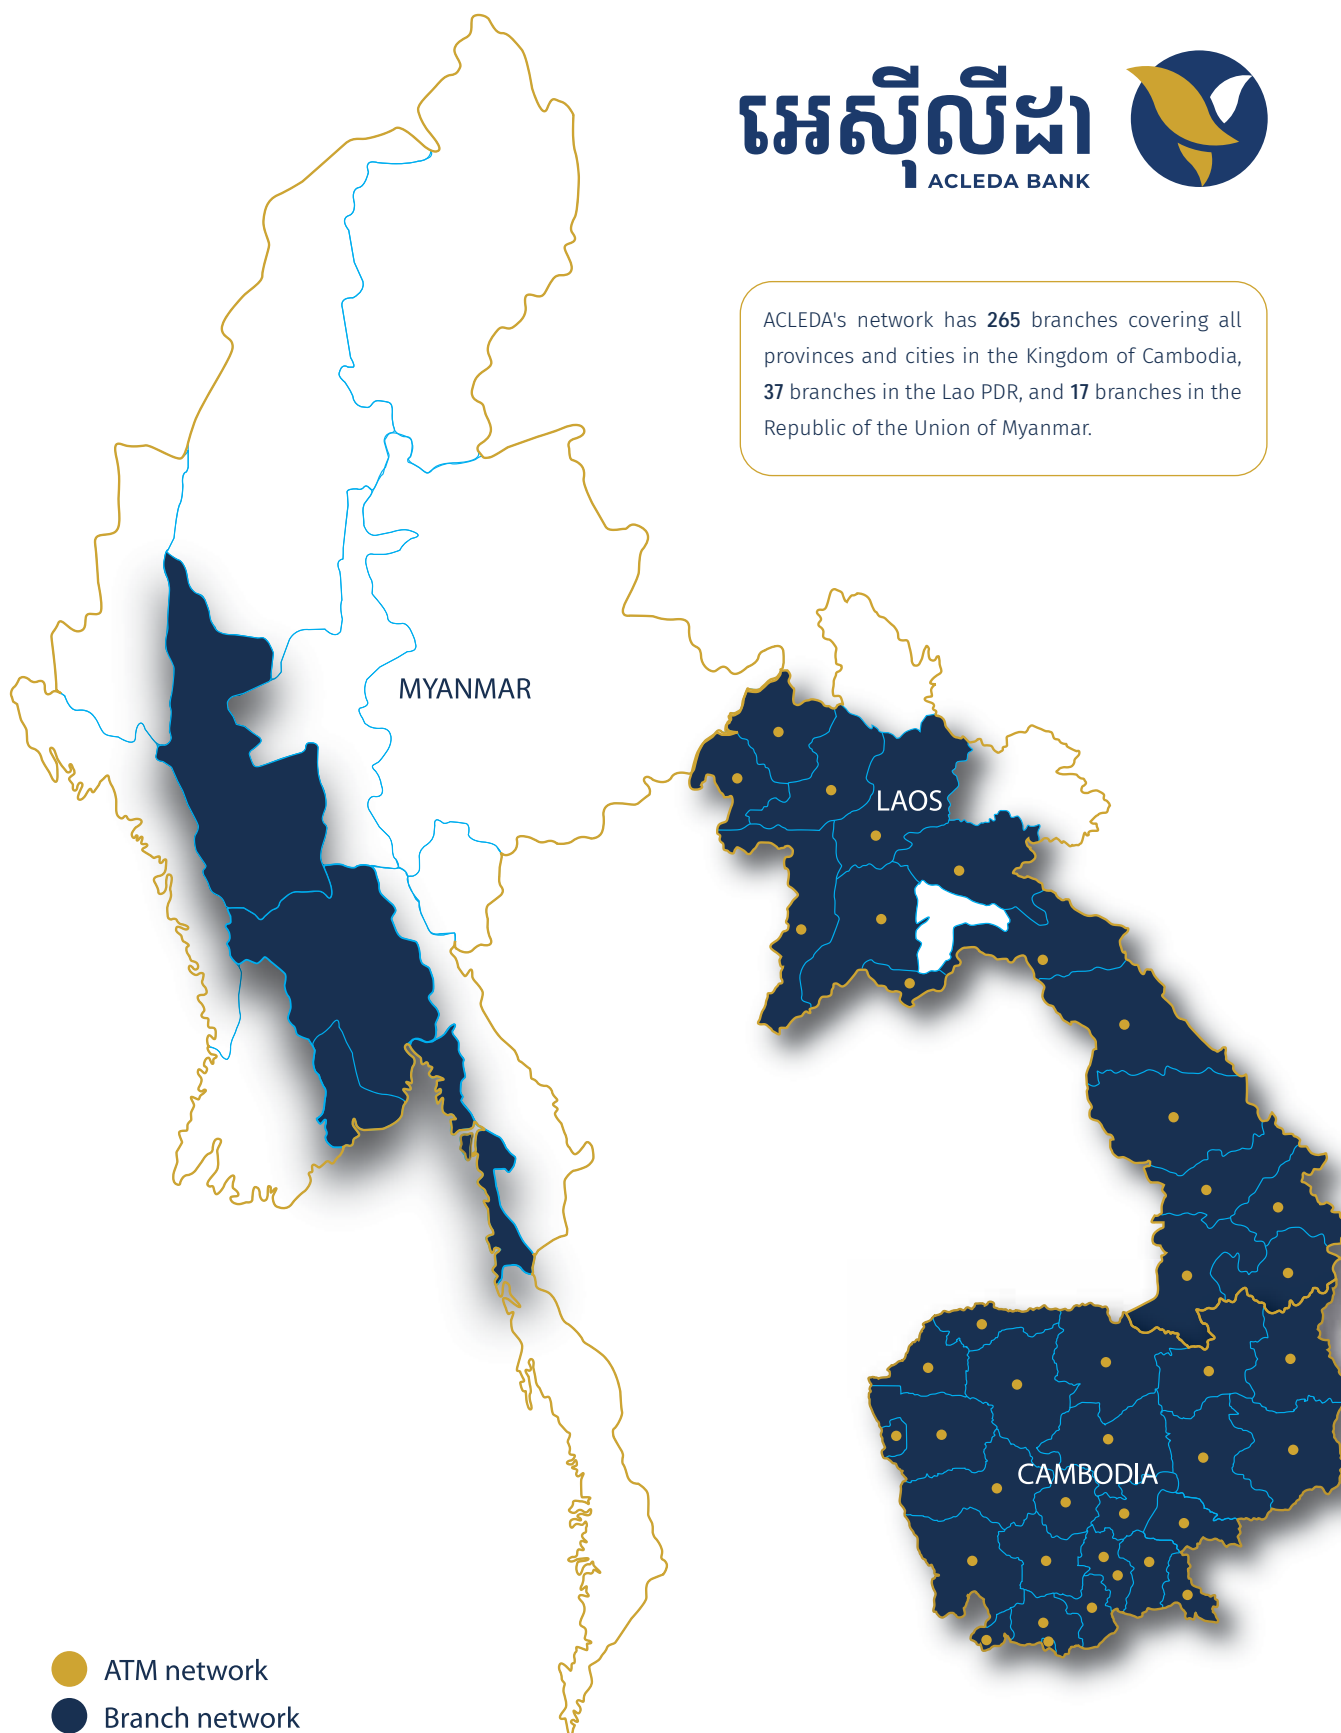 អេស៊ីលីដា
ACLEDA BANK
ACLEDA's network has 265 branches covering all
provinces and cities in the Kingdom of Cambodia,
37 branches in the Lao PDR, and 17 branches in the
Republic of the Union of Myanmar.
MYANMAR
LAOS
CAMBODIA
ATM network
Branch network